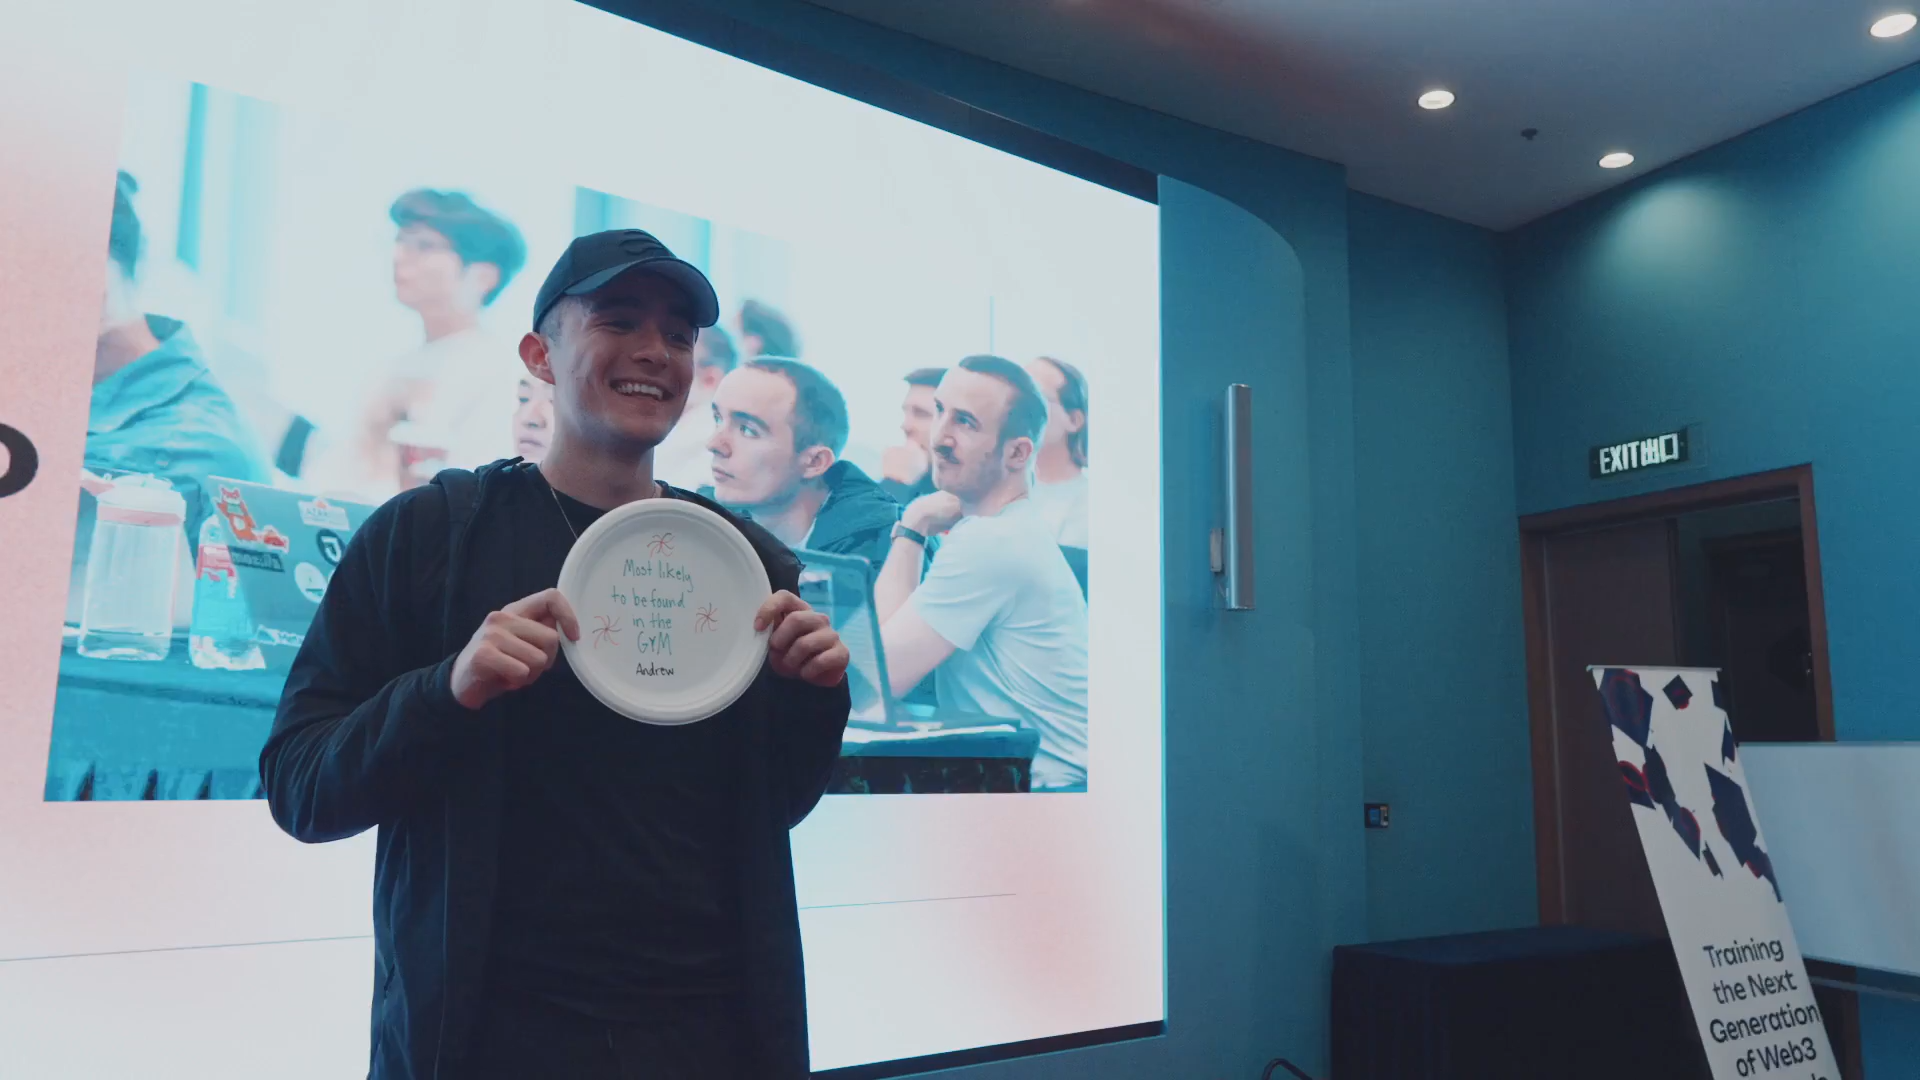 Most likely
to be found
in the
GYM
Andrew
EXIT出口
Training
the Next
Generation
of Web3
mozilla